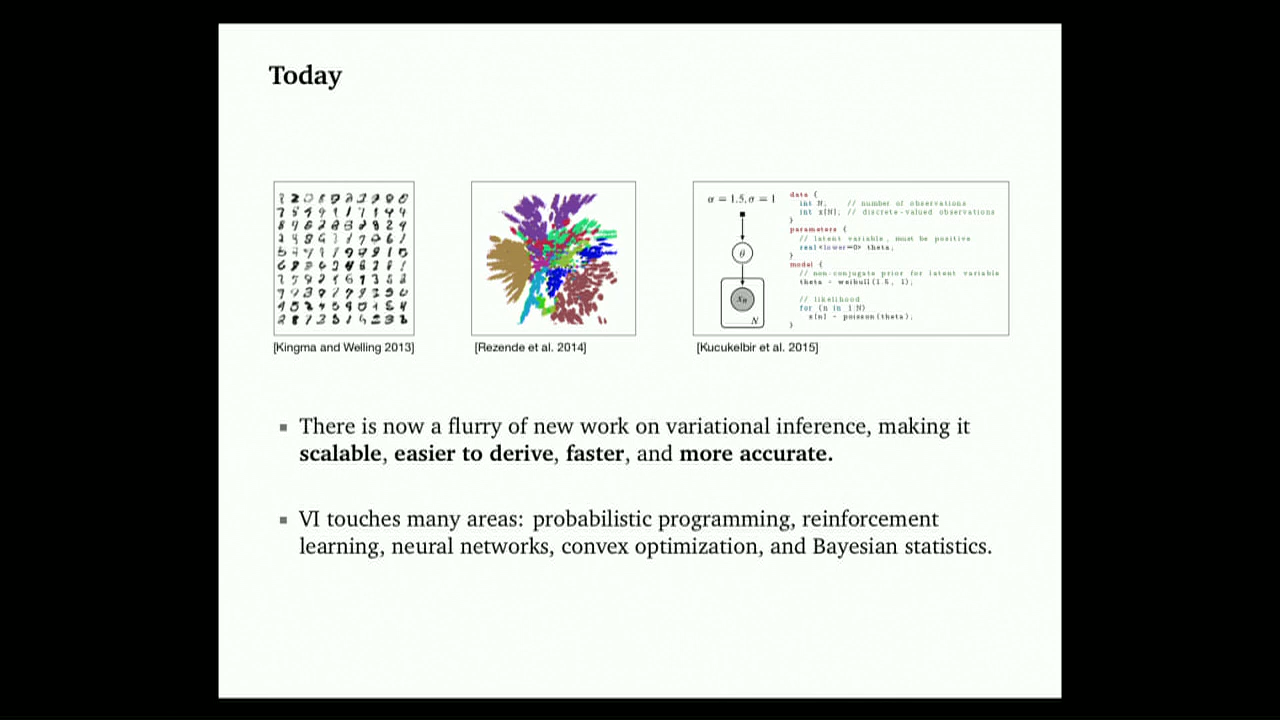 Today
α = 1.5, σ = 1
θ
N
data {
int N; // number of observations
int x[N]; // discrete-valued observations
}
parameters {
// latent variable, must be positive
real<lower=0> theta;
}
model {
// non-conjugate prior for latent variable
theta ~ weibull(1.5, 1);
// likelihood
for (n in 1:N)
x[n] ~ poisson(theta);
}
[Kingma and Welling 2013]
[Rezende et al. 2014]
[Kucukelbir et al. 2015]
▪ There is now a flurry of new work on variational inference, making it
scalable, easier to derive, faster, and more accurate.
▪ VI touches many areas: probabilistic programming, reinforcement
learning, neural networks, convex optimization, and Bayesian statistics.